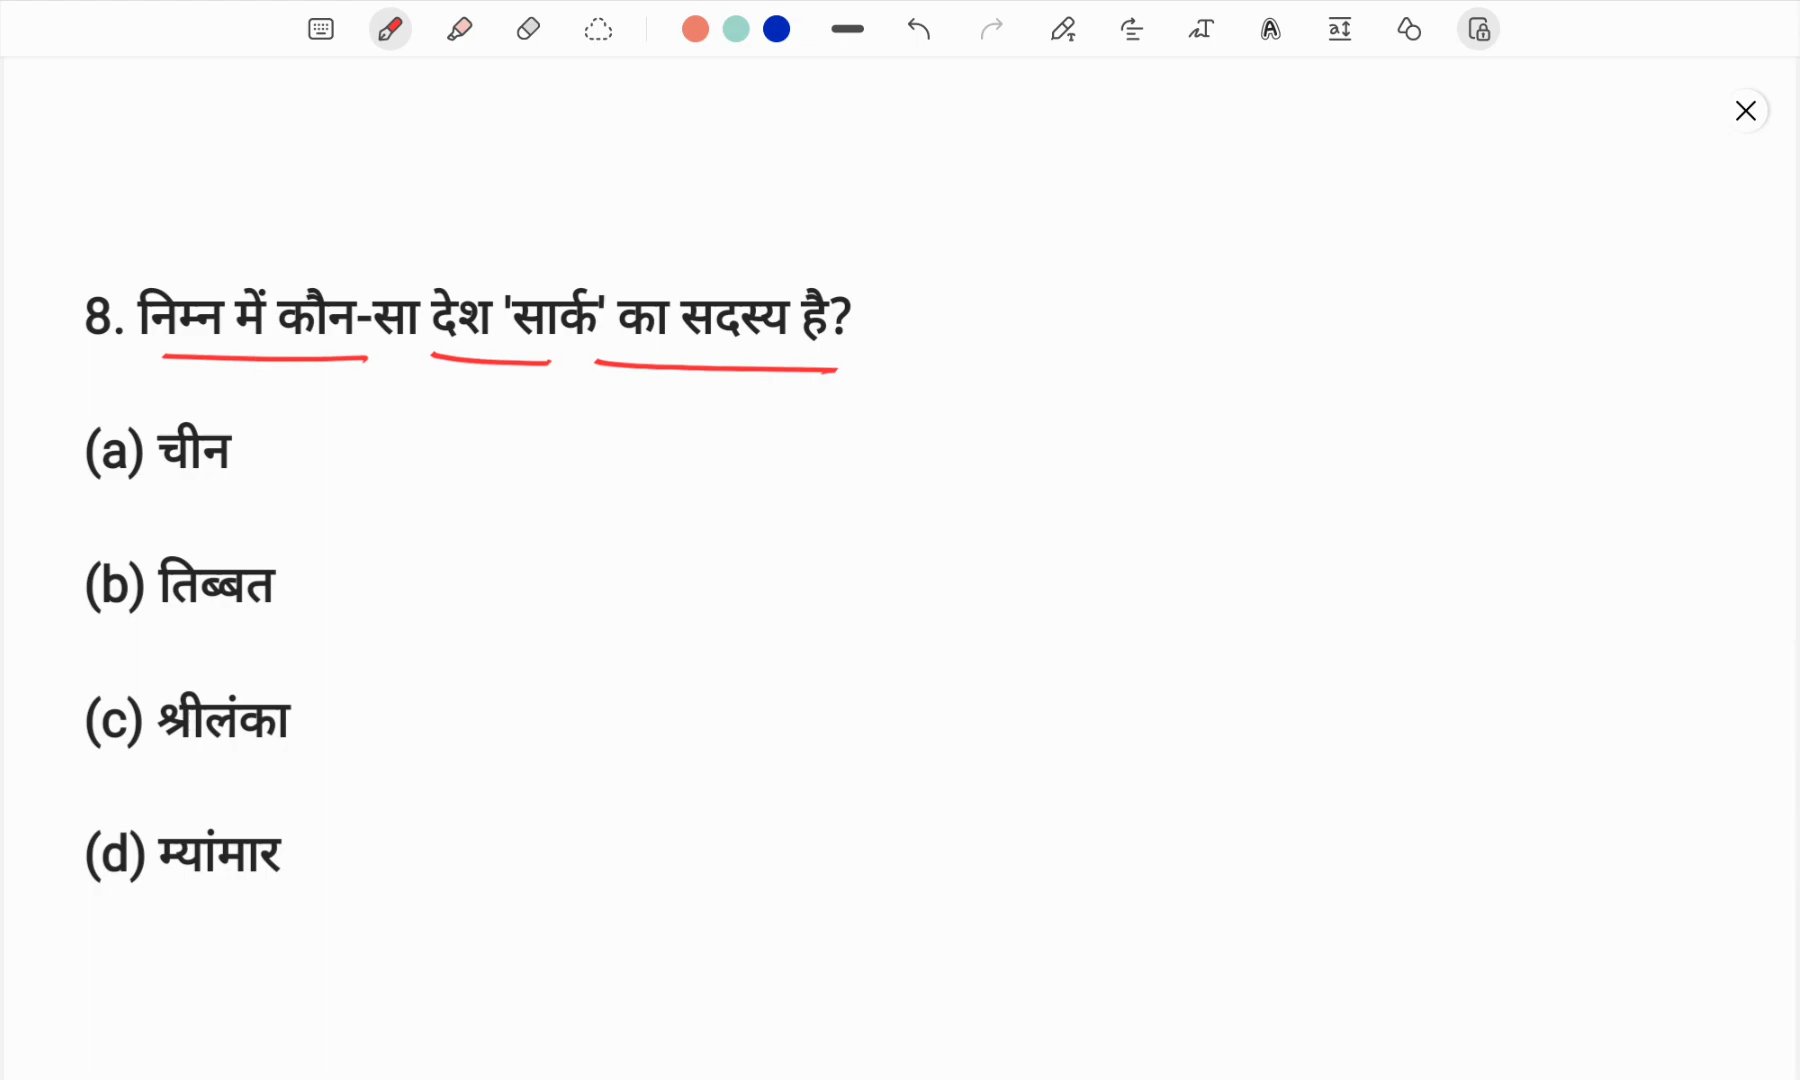 8. निम्न में कौन-सा देश 'सार्क' का सदस्य है?
(a) चीन
(b) तिब्बत
(c) श्रीलंका
(d) म्यांमार